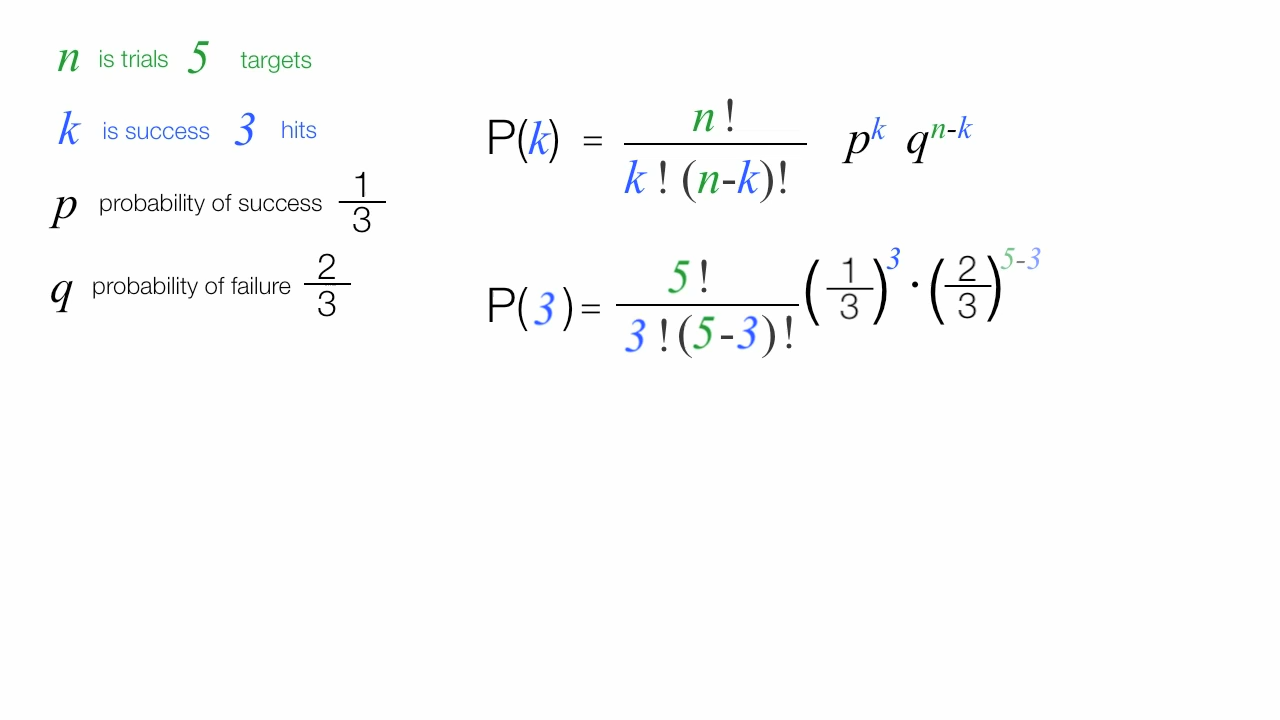 n is trials 5 targets
k is success 3 hits
p probability of success 1/3
q probability of failure 2/3
P(k) = n! / k!(n-k)! p^k q^(n-k)
P(3) = 5! / 3!(5-3)! (1/3)^3 · (2/3)^(5-3)